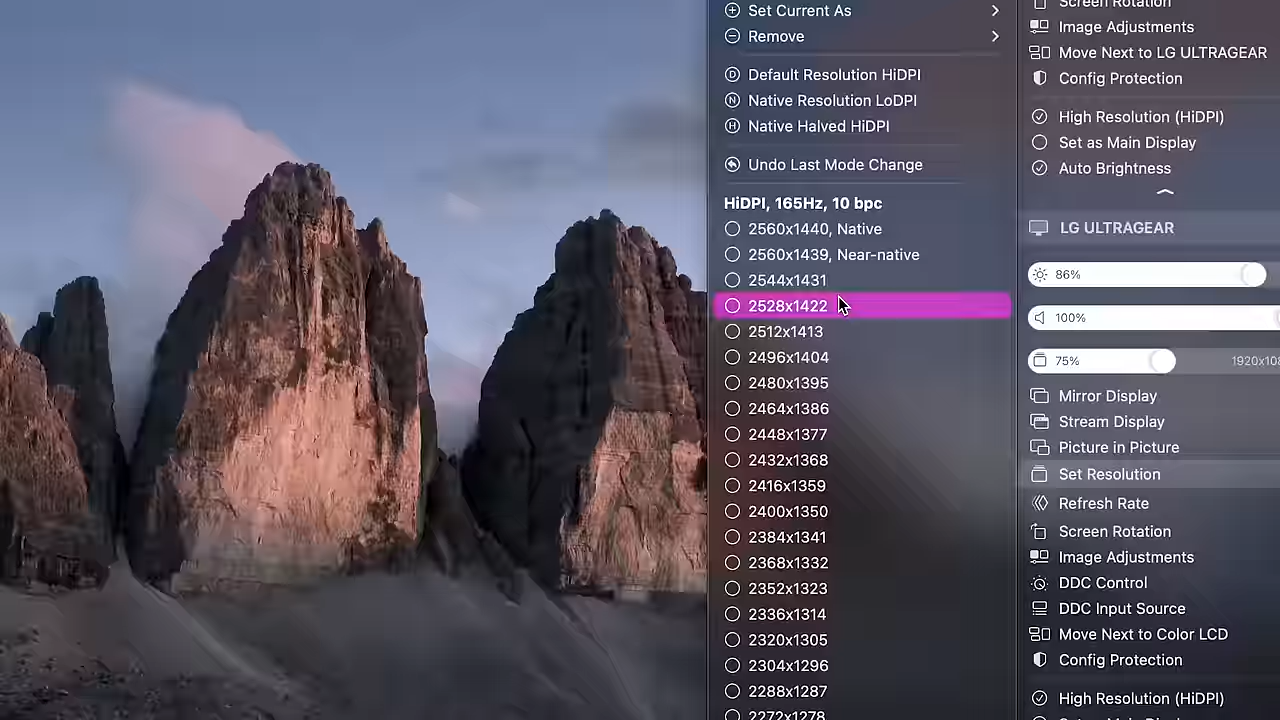 Set Current As
Remove
Default Resolution HiDPI
Native Resolution LoDPI
Native Halved HiDPI
Undo Last Mode Change
HiDPI, 165Hz, 10 bpc
2560x1440, Native
2560x1439, Near-native
2544x1431
2528x1422
2512x1413
2496x1404
2480x1395
2464x1386
2448x1377
2432x1368
2416x1359
2400x1350
2384x1341
2368x1332
2352x1323
2336x1314
2320x1305
2304x1296
2288x1287
2272x1278
Screen Rotation
Image Adjustments
Move Next to LG ULTRAGEAR
Config Protection
High Resolution (HiDPI)
Set as Main Display
Auto Brightness
LG ULTRAGEAR
86%
100%
75% 1920x108
Mirror Display
Stream Display
Picture in Picture
Set Resolution
Refresh Rate
Screen Rotation
Image Adjustments
DDC Control
DDC Input Source
Move Next to Color LCD
Config Protection
High Resolution (HiDPI)